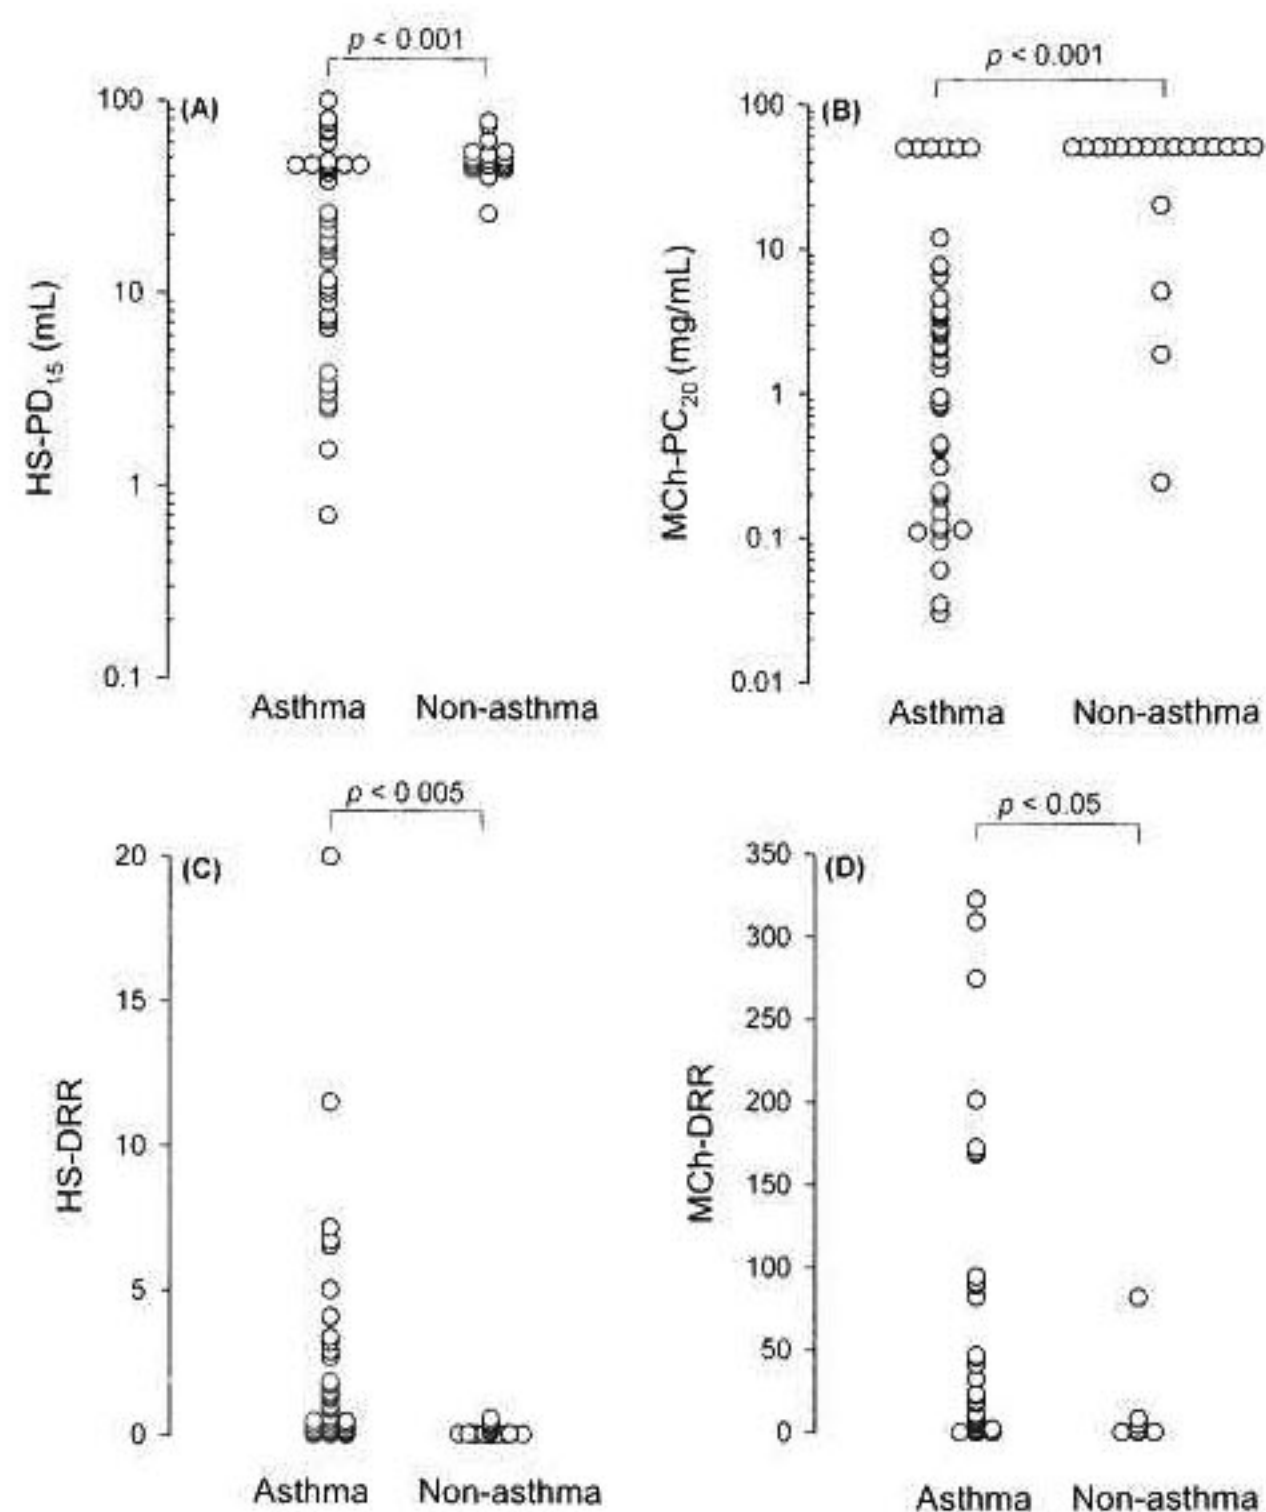 p < 0.001
100
(A)
10
1
0.1
HS-PD15 (mL)
Asthma
Non-asthma
p < 0.001
100
(B)
10
1
0.1
0.01
MCh-PC20 (mg/mL)
Asthma
Non-asthma
p < 0 005
20
(C)
15
10
5
0
HS-DRR
Asthma
Non-asthma
p < 0.05
350
(D)
300
250
200
150
100
50
0
MCh-DRR
Asthma
Non-asthma